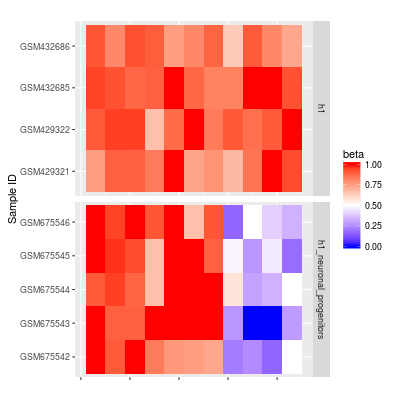 GSM432686
GSM432685
GSM429322
GSM429321
h1
GSM675546
GSM675545
GSM675544
GSM675543
GSM675542
h1_neuronal_progenitors
Sample ID
beta
1.00
0.75
0.50
0.25
0.00